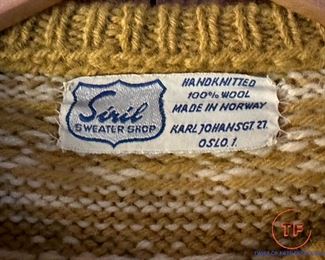 Siril
SWEATER SHOP
HANDKNITTED
100% WOOL
MADE IN NORWAY
KARL JOHANSGT. 27.
OSLO. 1.
TF